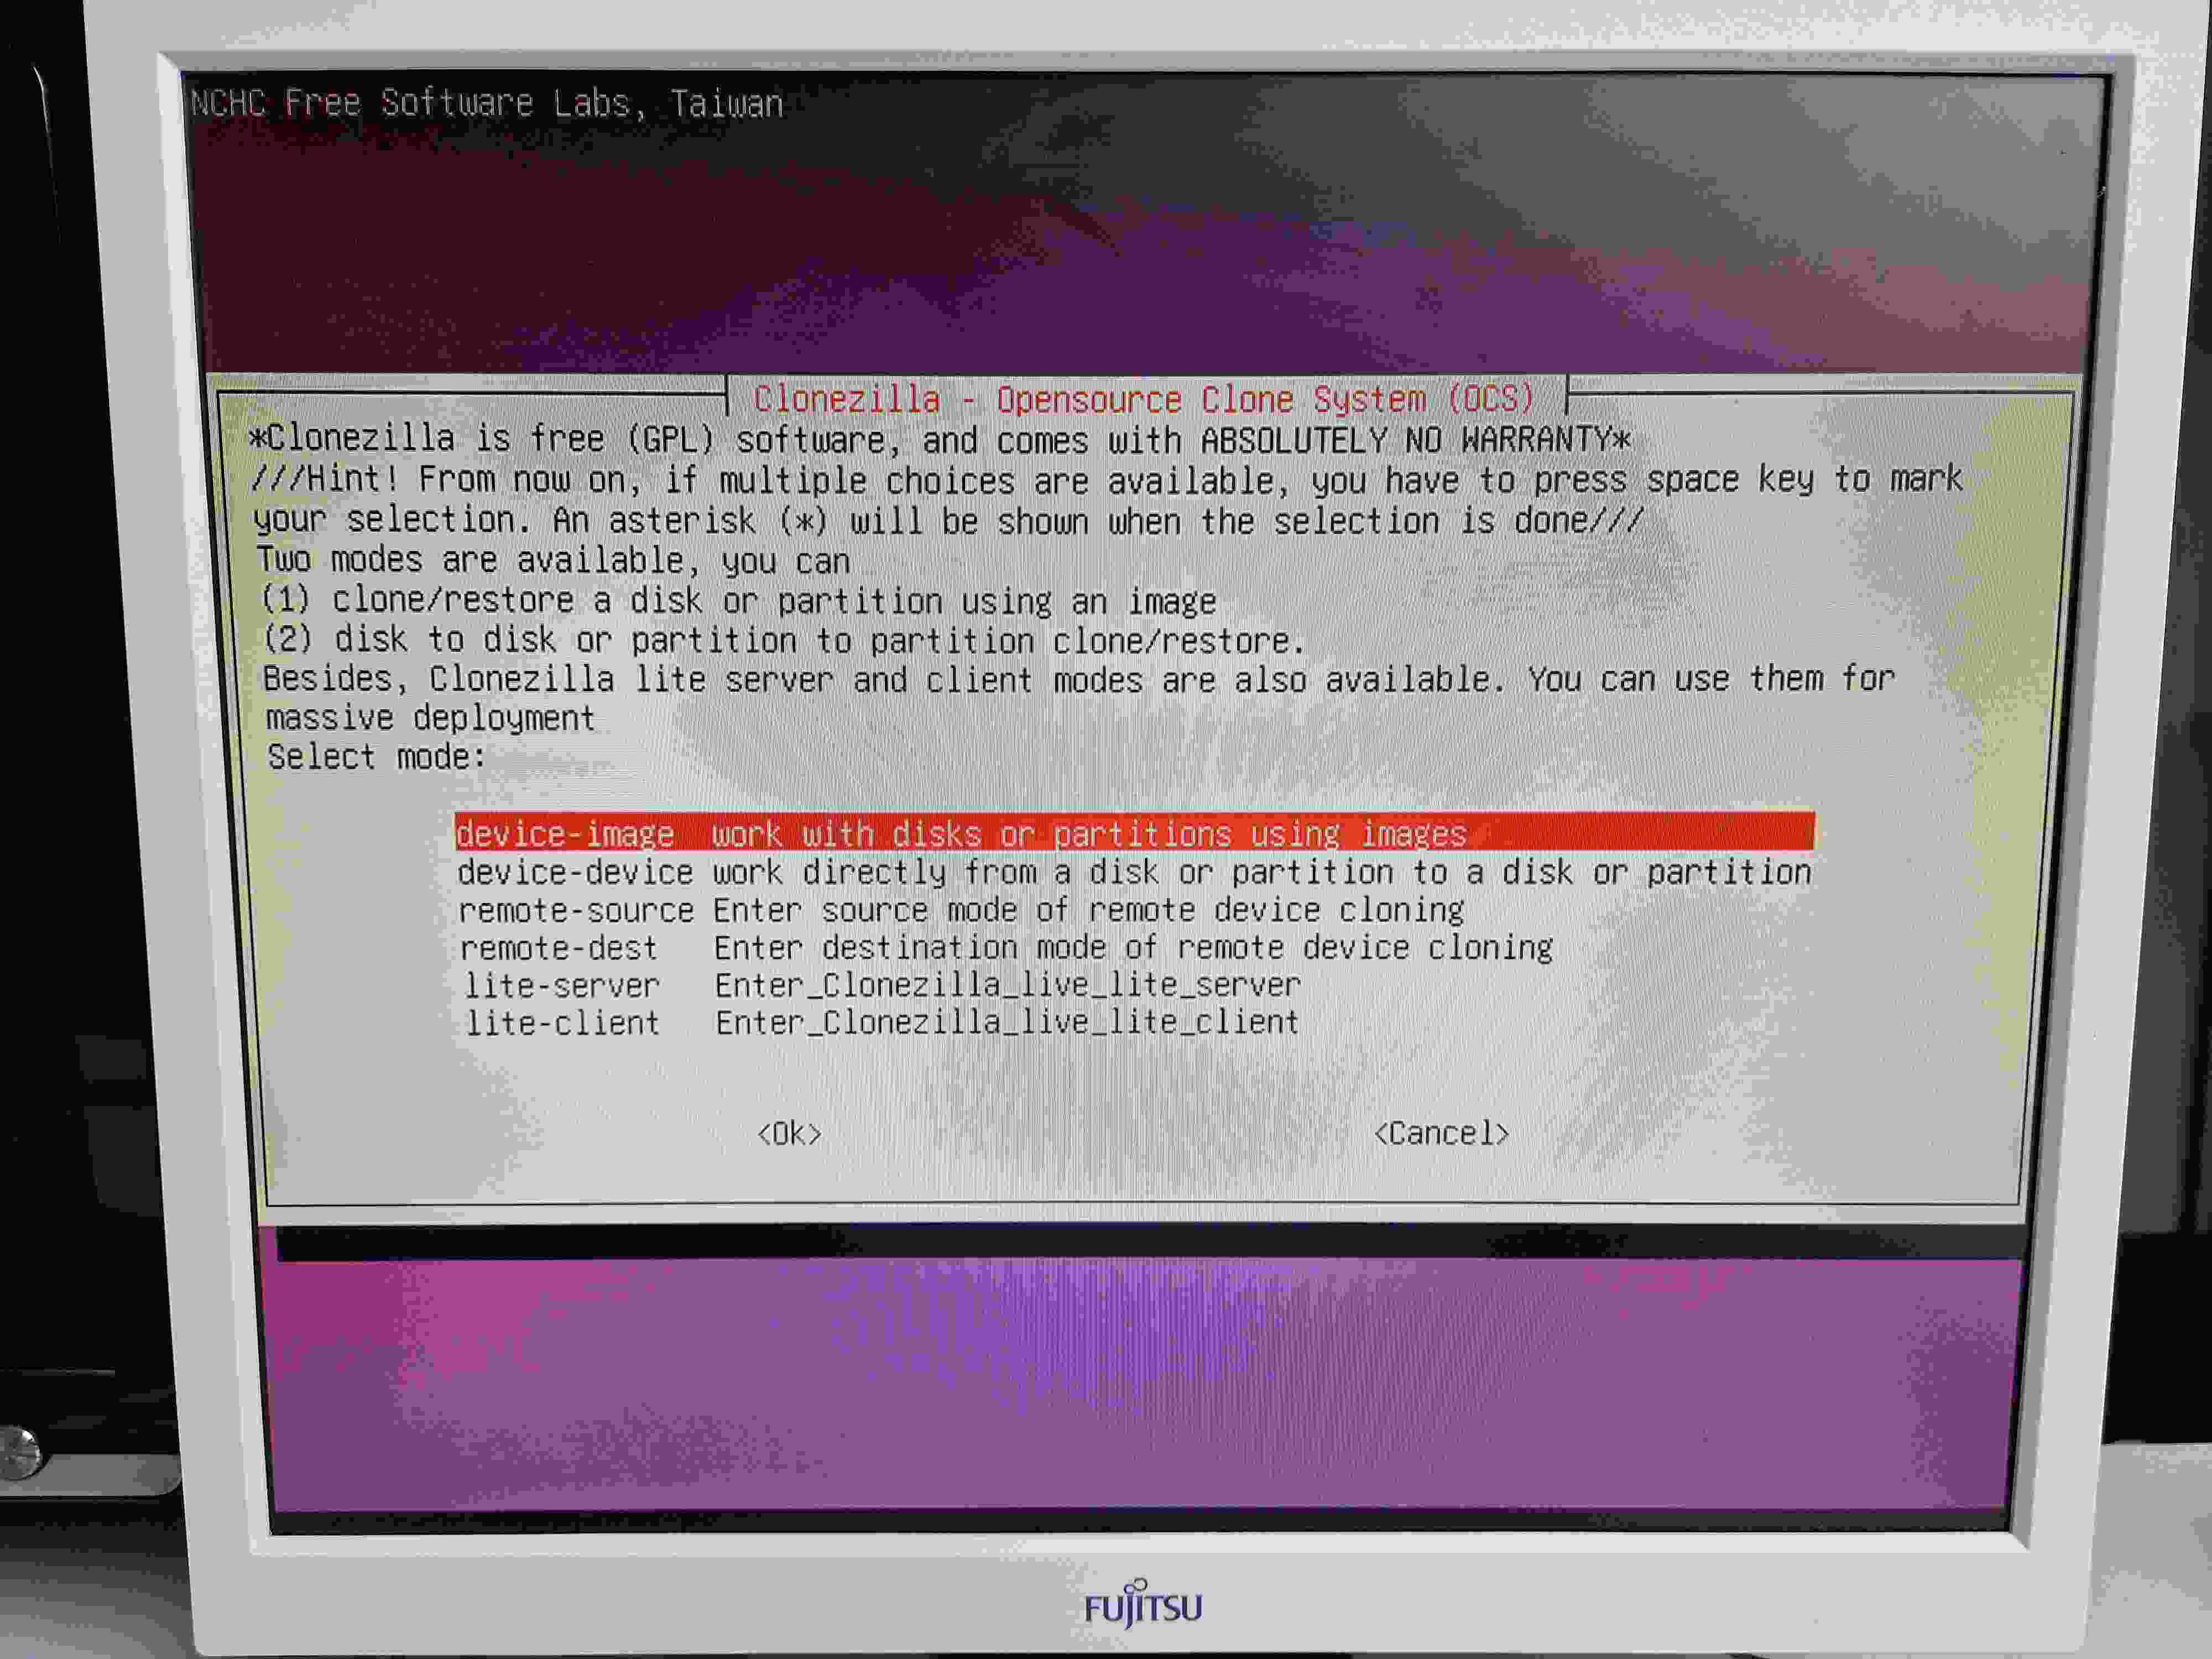 NCHC Free Software Labs, Taiwan
Clonezilla - Opensource Clone System (OCS)
*Clonezilla is free (GPL) software, and comes with ABSOLUTELY NO WARRANTY*
///Hint! From now on, if multiple choices are available, you have to press space key to mark
your selection. An asterisk (*) will be shown when the selection is done///
Two modes are available, you can
(1) clone/restore a disk or partition using an image
(2) disk to disk or partition to partition clone/restore.
Besides, Clonezilla lite server and client modes are also available. You can use them for
massive deployment
Select mode:
device-image work with disks or partitions using images
device-device work directly from a disk or partition to a disk or partition
remote-source Enter source mode of remote device cloning
remote-dest Enter destination mode of remote device cloning
lite-server Enter_Clonezilla_live_lite_server
lite-client Enter_Clonezilla_live_lite_client
<Ok> <Cancel>
FUJITSU